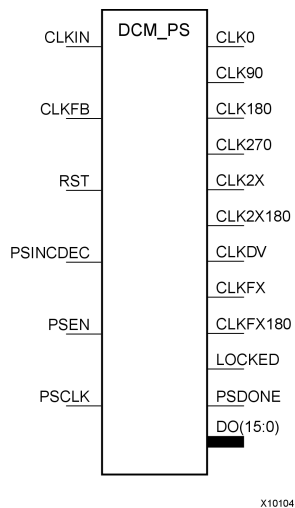 DCM_PS
CLKIN
CLK0
CLK90
CLKFB
CLK180
CLK270
RST
CLK2X
CLK2X180
PSINCDEC
CLKDV
CLKFX
PSEN
CLKFX180
LOCKED
PSCLK
PSDONE
DO(15:0)
X10104